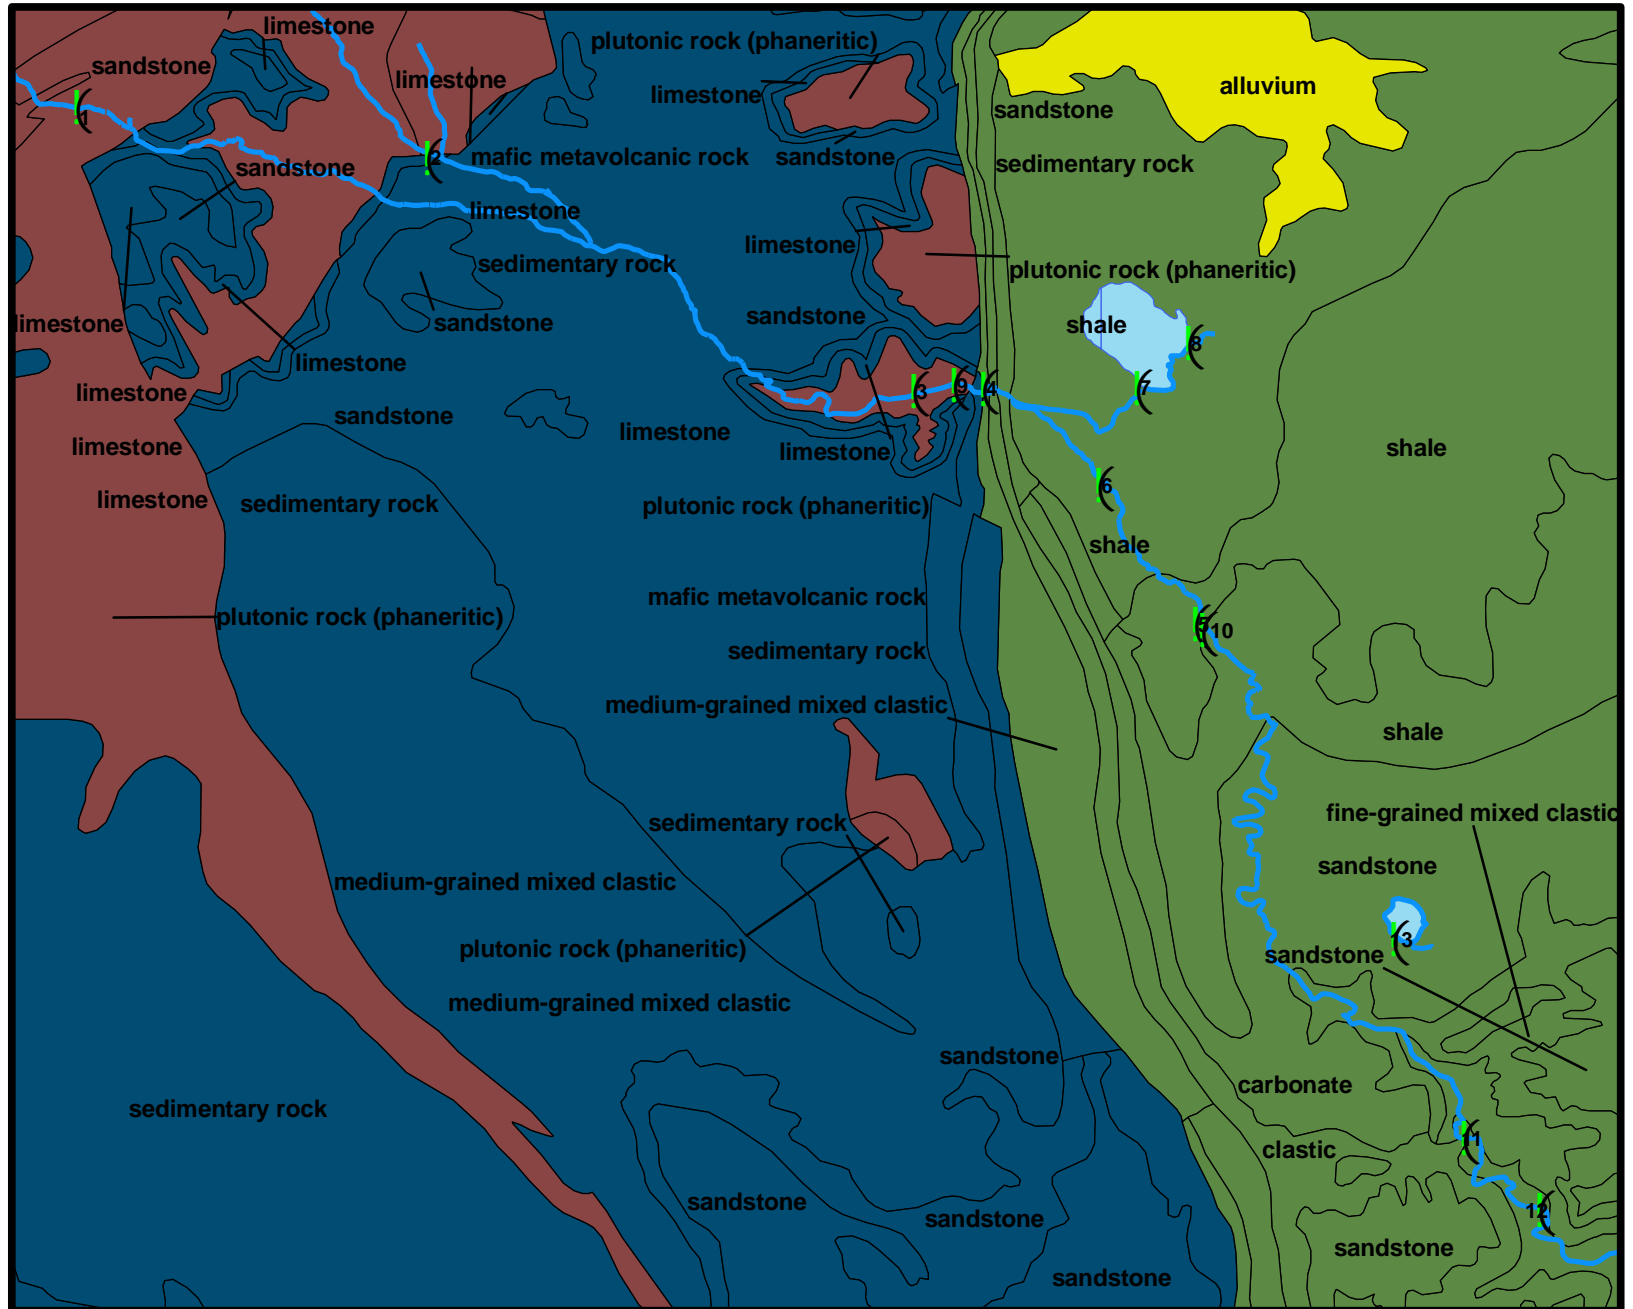 limestone
plutonic rock (phaneritic)
sandstone
limestone
alluvium
limestone
sandstone
1
2
mafic metavolcanic rock
sandstone
sedimentary rock
sandstone
limestone
limestone
sedimentary rock
plutonic rock (phaneritic)
limestone
sandstone
sandstone
shale
8
limestone
limestone
3
9
4
7
sandstone
limestone
limestone
limestone
shale
limestone
sedimentary rock
plutonic rock (phaneritic)
6
shale
mafic metavolcanic rock
plutonic rock (phaneritic)
5
10
sedimentary rock
medium-grained mixed clastic
shale
fine-grained mixed clastic
sedimentary rock
sandstone
medium-grained mixed clastic
13
plutonic rock (phaneritic)
sandstone
medium-grained mixed clastic
sandstone
carbonate
sedimentary rock
11
clastic
sandstone
12
sandstone
sandstone
sandstone